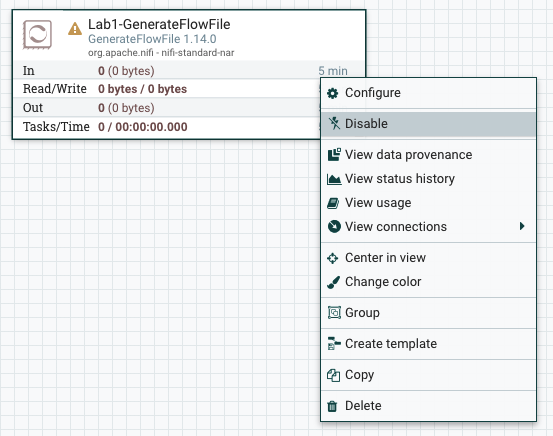 Lab1-GenerateFlowFile
GenerateFlowFile 1.14.0
org.apache.nifi - nifi-standard-nar
In 0 (0 bytes) 5 min
Read/Write 0 bytes / 0 bytes
Out 0 (0 bytes)
Tasks/Time 0 / 00:00:00.000
Configure
Disable
View data provenance
View status history
View usage
View connections
Center in view
Change color
Group
Create template
Copy
Delete